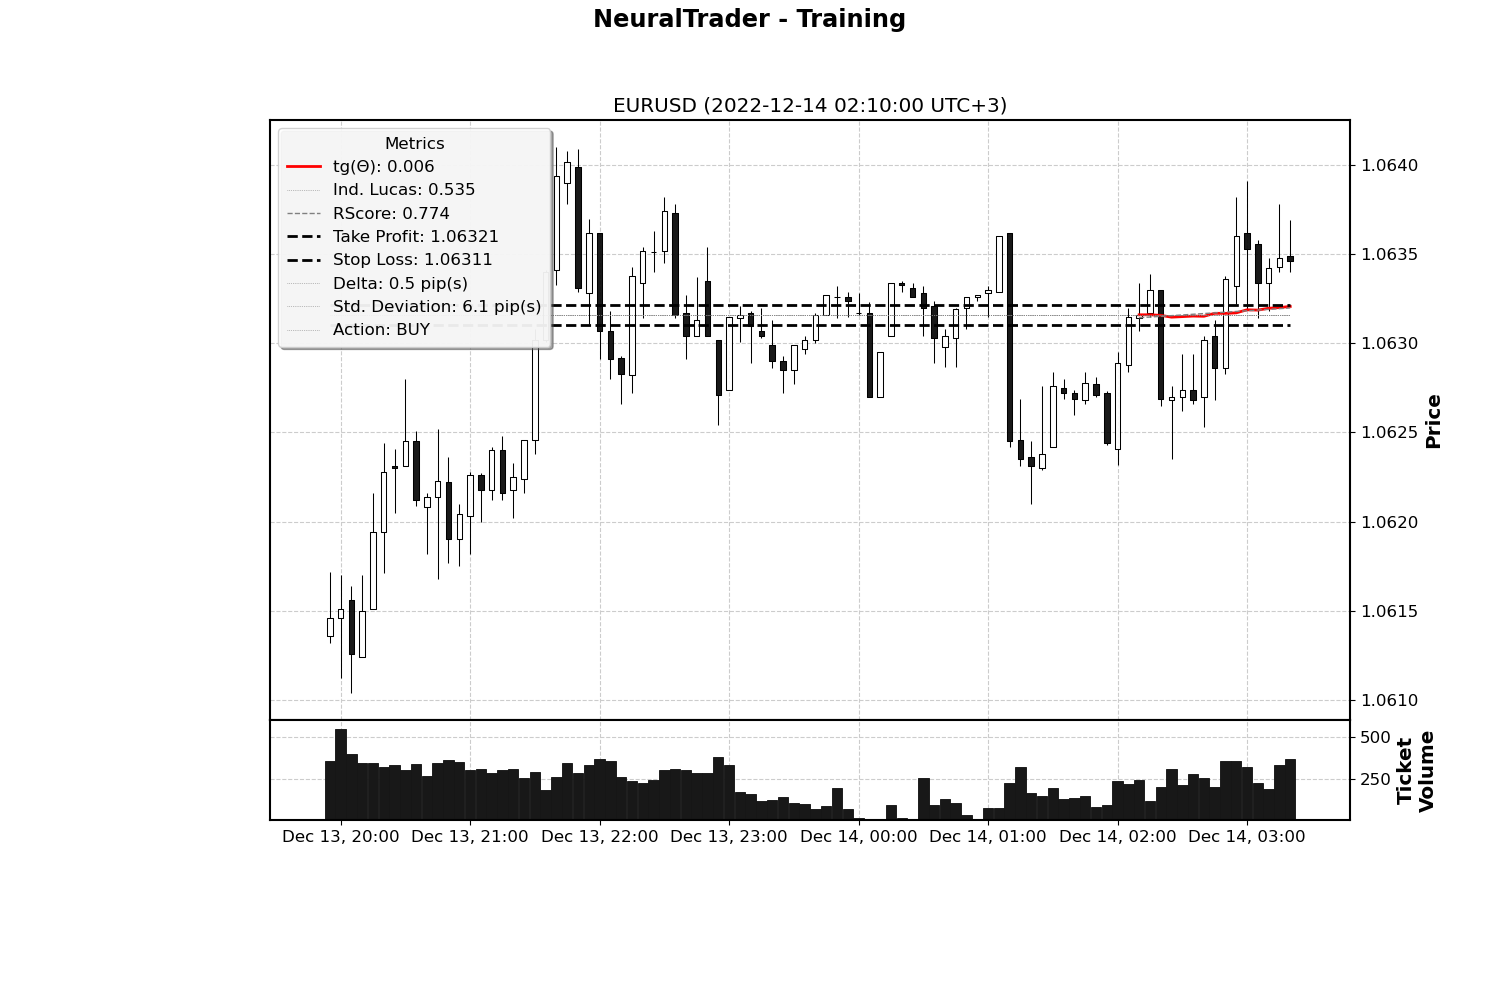 NeuralTrader - Training
EURUSD (2022-12-14 02:10:00 UTC+3)
Metrics
tg(Θ): 0.006
Ind. Lucas: 0.535
RScore: 0.774
Take Profit: 1.06321
Stop Loss: 1.06311
Delta: 0.5 pip(s)
Std. Deviation: 6.1 pip(s)
Action: BUY
1.0640
1.0635
1.0630
1.0625
1.0620
1.0615
1.0610
Price
500
250
Ticket
Volume
Dec 13, 20:00
Dec 13, 21:00
Dec 13, 22:00
Dec 13, 23:00
Dec 14, 00:00
Dec 14, 01:00
Dec 14, 02:00
Dec 14, 03:00